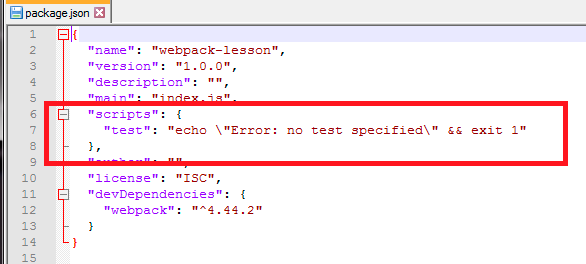 package.json
1 {
2 "name": "webpack-lesson",
3 "version": "1.0.0",
4 "description": "",
5 "main": "index.js",
6 "scripts": {
7 "test": "echo \"Error: no test specified\" && exit 1"
8 },
9 "author": "",
10 "license": "ISC",
11 "devDependencies": {
12 "webpack": "^4.44.2"
13 }
14 }
15